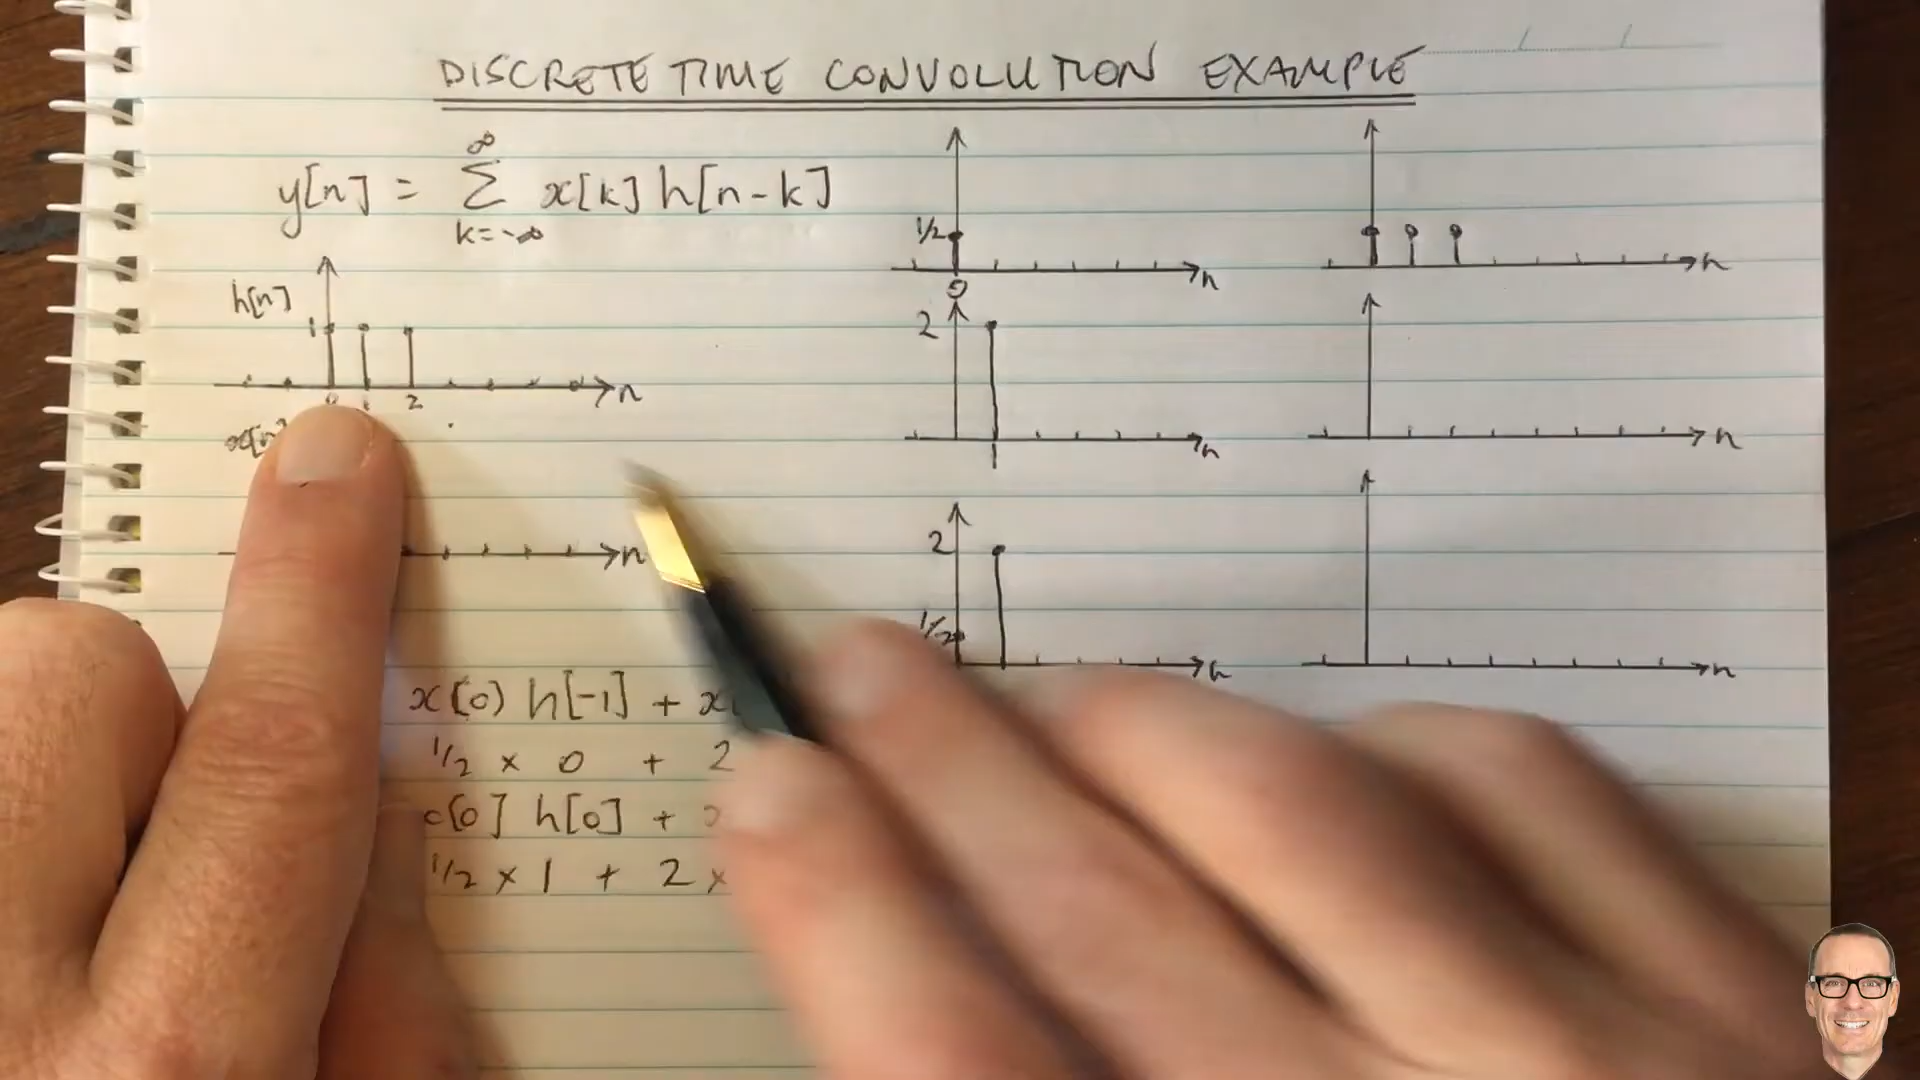 DISCRETE TIME CONVOLUTION EXAMPLE
y[n] = ∞ Σ k=-∞ x[k] h[n-k]
h[n]
1
0 1 2
n
x[n]
n
x[0] h[-1] +
1/2 × 0 + 2
[0] h[0] +
1/2 × 1 + 2 ×
1/2
0
n
2
n
2
1/2
n
n
n
n